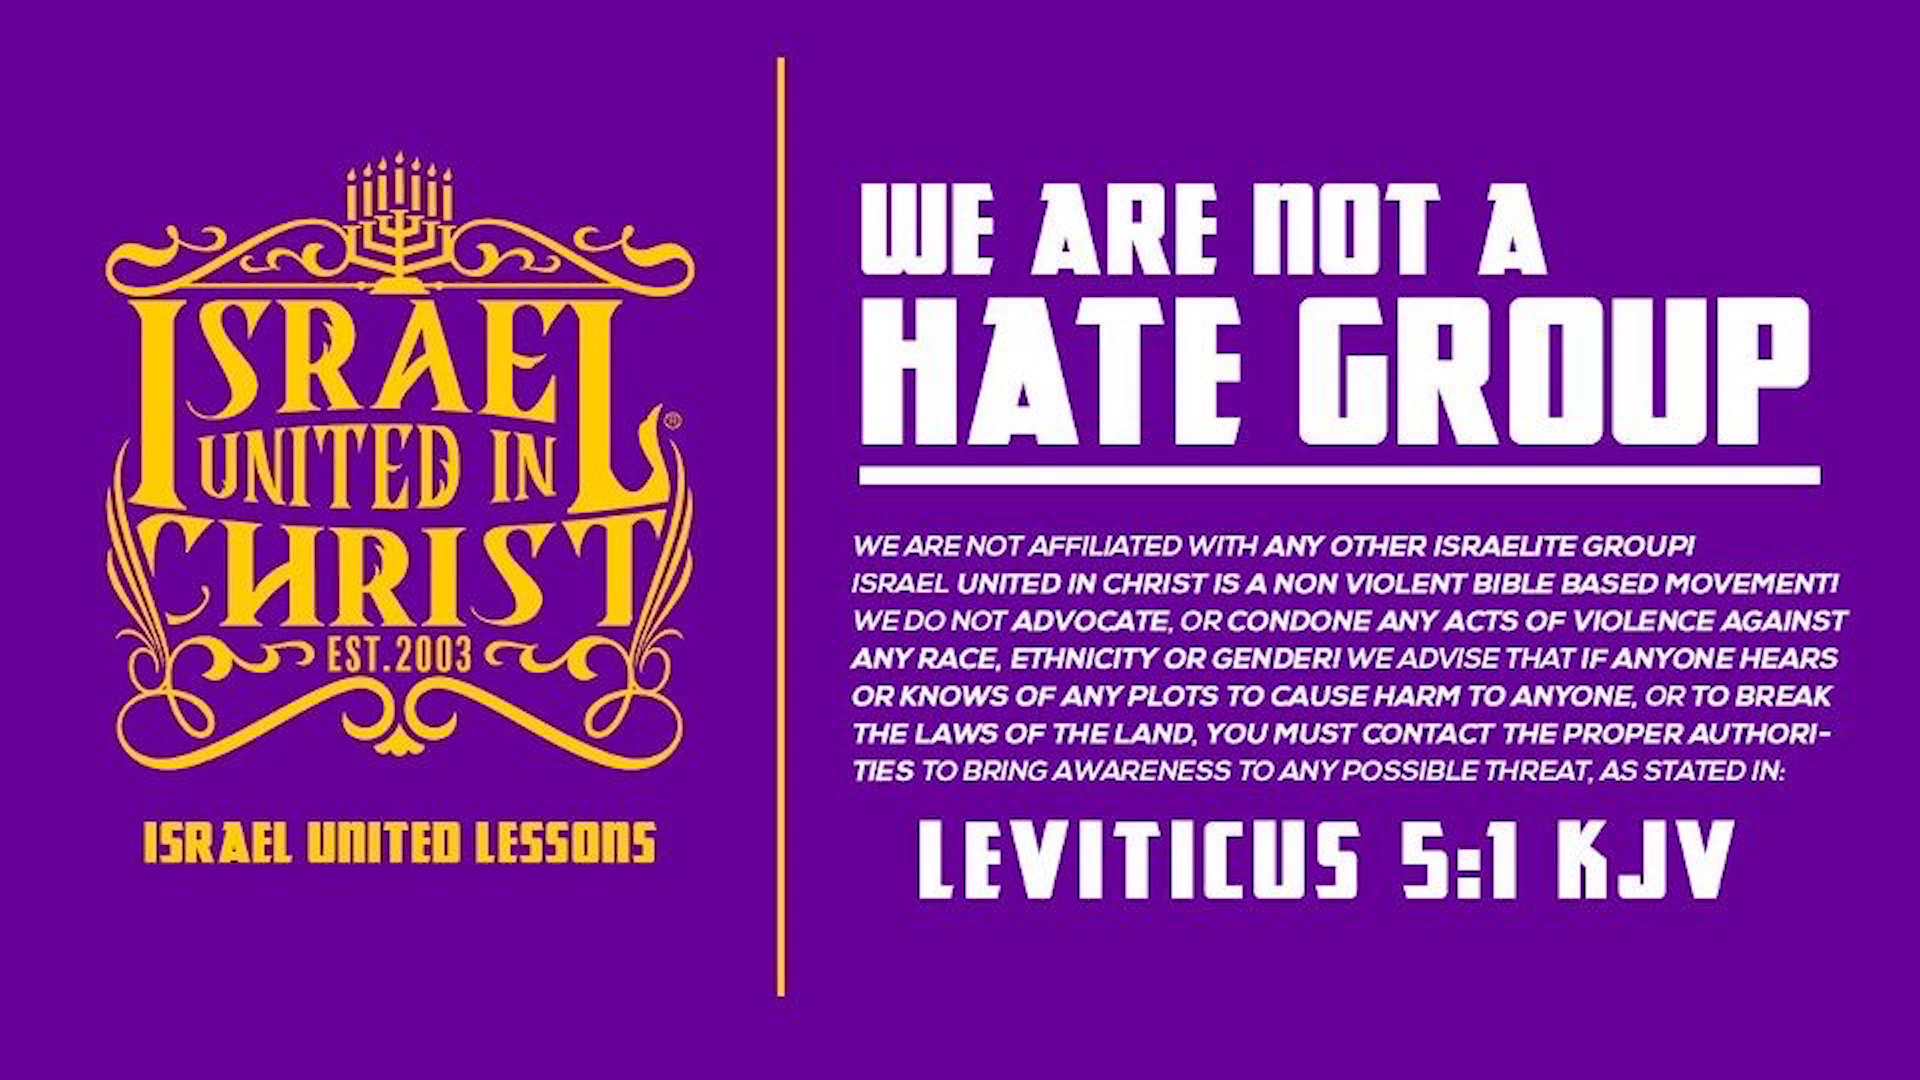 ISRAEL
UNITED IN
CHRIST
®
EST. 2003
ISRAEL UNITED LESSONS
WE ARE NOT A
HATE GROUP
WE ARE NOT AFFILIATED WITH ANY OTHER ISRAELITE GROUP!
ISRAEL UNITED IN CHRIST IS A NON VIOLENT BIBLE BASED MOVEMENT!
WE DO NOT ADVOCATE, OR CONDONE ANY ACTS OF VIOLENCE AGAINST
ANY RACE, ETHNICITY OR GENDER! WE ADVISE THAT IF ANYONE HEARS
OR KNOWS OF ANY PLOTS TO CAUSE HARM TO ANYONE, OR TO BREAK
THE LAWS OF THE LAND, YOU MUST CONTACT THE PROPER AUTHORI-
TIES TO BRING AWARENESS TO ANY POSSIBLE THREAT, AS STATED IN:
LEVITICUS 5:1 KJV